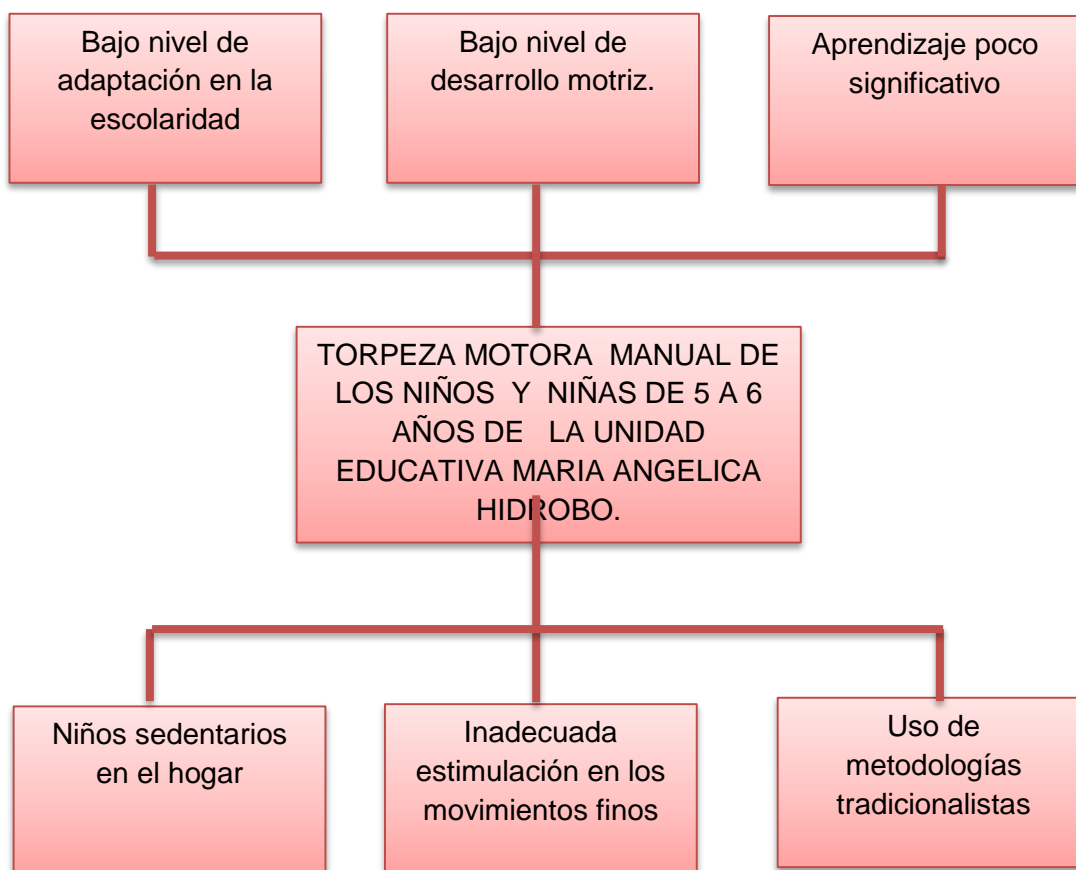 Bajo nivel de
adaptación en la
escolaridad
Bajo nivel de
desarrollo motriz.
Aprendizaje poco
significativo
TORPEZA MOTORA MANUAL DE
LOS NIÑOS Y NIÑAS DE 5 A 6
AÑOS DE LA UNIDAD
EDUCATIVA MARIA ANGELICA
HIDROBO.
Niños sedentarios
en el hogar
Inadecuada
estimulación en los
movimientos finos
Uso de
metodologías
tradicionalistas